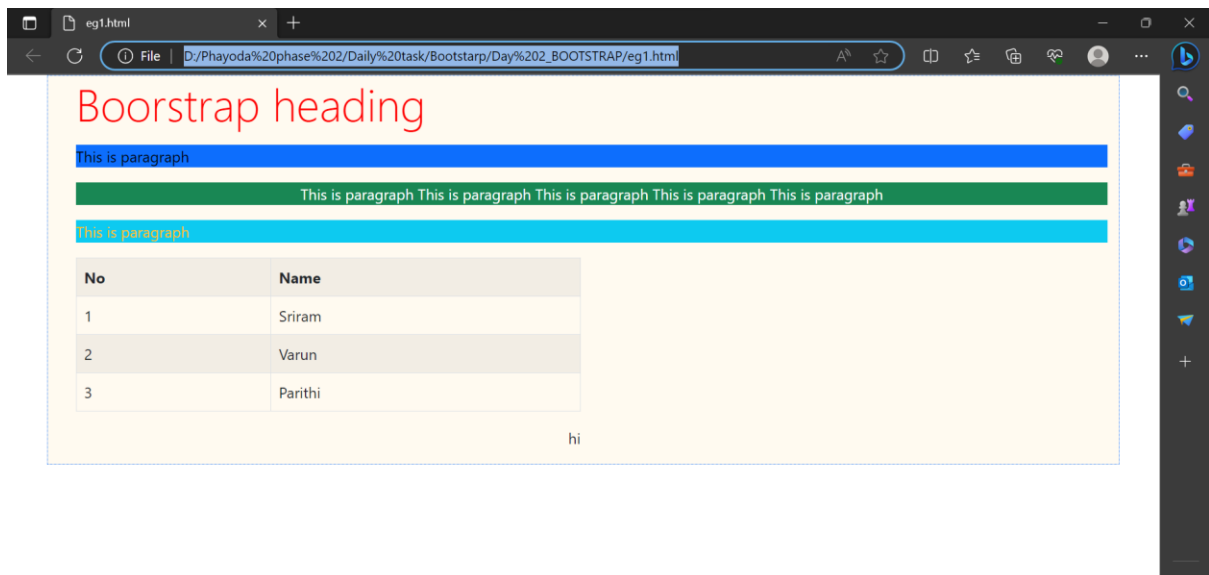 eg1.html
File | D:/Phayoda%20phase%202/Daily%20task/Bootstarp/Day%202_BOOTSTRAP/eg1.html
Boorstrap heading
This is paragraph
This is paragraph This is paragraph This is paragraph This is paragraph This is paragraph
This is paragraph
No Name
1 Sriram
2 Varun
3 Parithi
hi